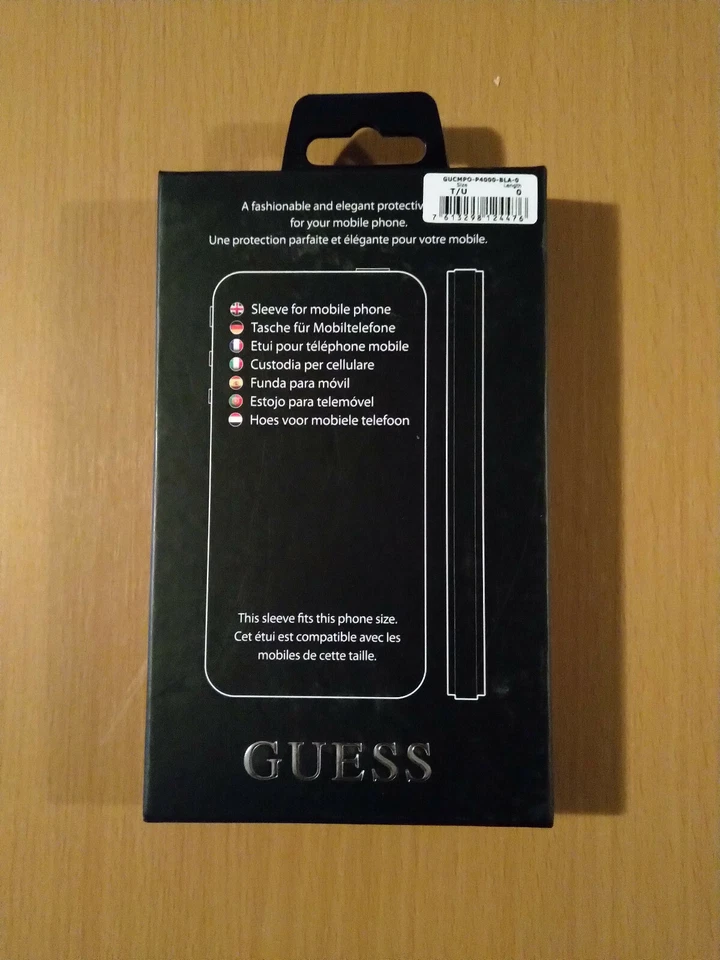 GUCMPO-P4000-BLA-0
Size Length
T/U 0
7 613298 124476
A fashionable and elegant protectiv
for your mobile phone.
Une protection parfaite et élégante pour votre mobile.
Sleeve for mobile phone
Tasche für Mobiltelefone
Etui pour téléphone mobile
Custodia per cellulare
Funda para móvil
Estojo para telemóvel
Hoes voor mobiele telefoon
This sleeve fits this phone size.
Cet étui est compatible avec les
mobiles de cette taille.
GUESS